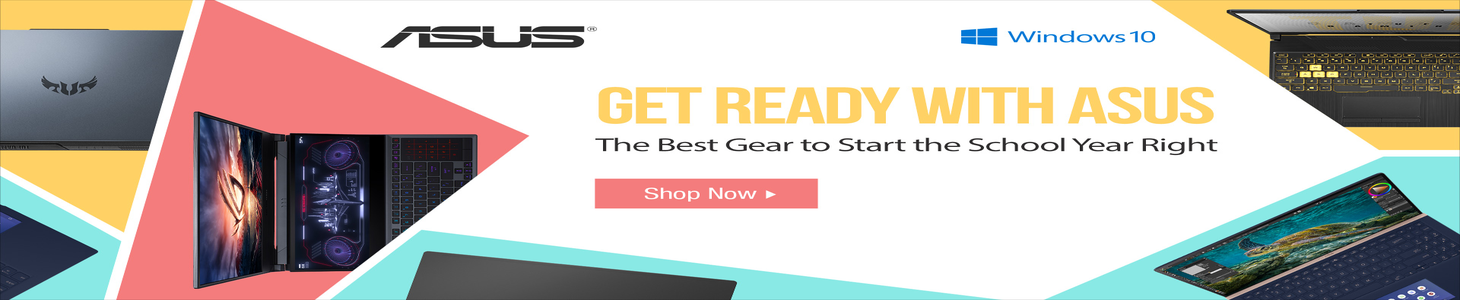 ASUS®
Windows 10
GET READY WITH ASUS
The Best Gear to Start the School Year Right
Shop Now ▸